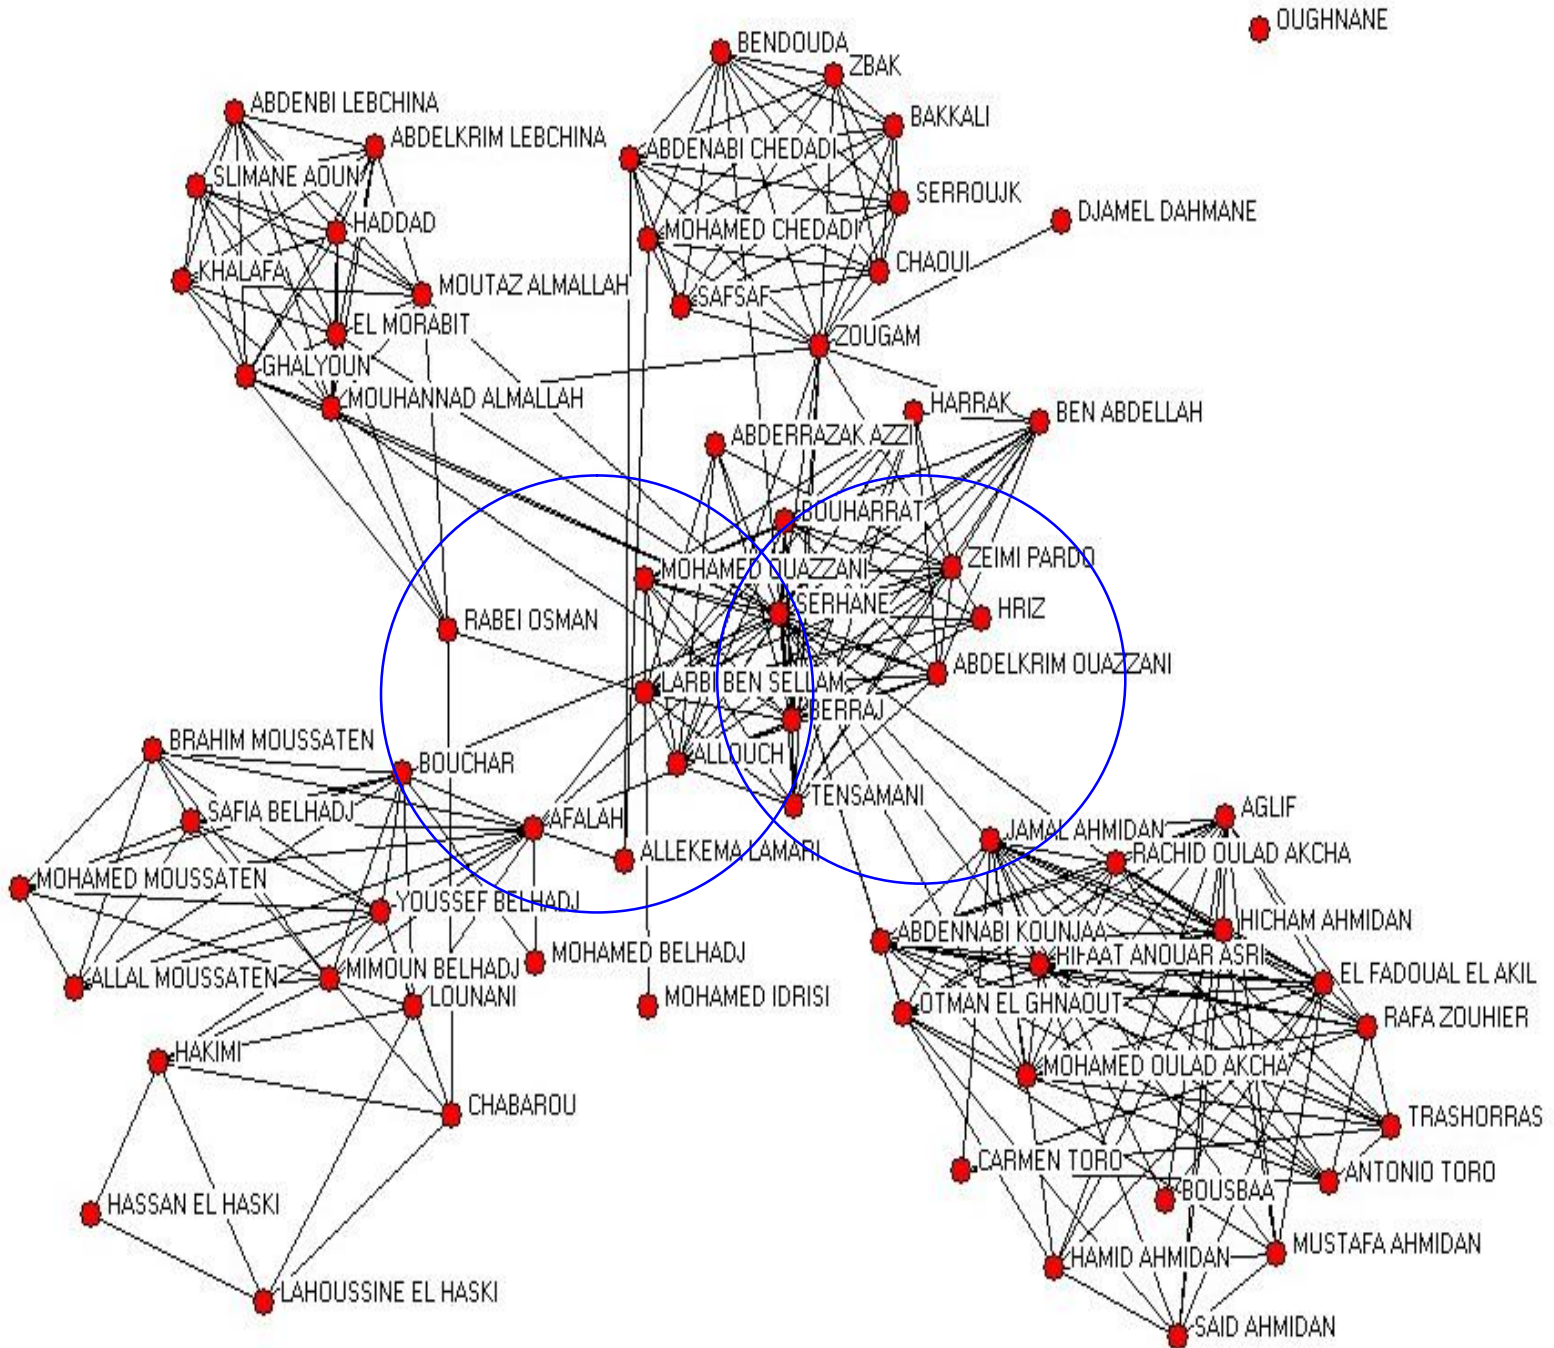 OUGHNANE
BENDOUDA
ZBAK
ABDENBI LEBCHINA
BAKKALI
ABDELKRIM LEBCHINA
ABDENABI CHEDADI
SLIMANE AOUN
SERROUJK
DJAMEL DAHMANE
HADDAD
MOHAMED CHEDADI
CHAOUI
KHALAFA
MOUTAZ ALMALLAH
SAFSAF
EL MORABIT
ZOUGAM
GHALYOUN
MOUHANNAD ALMALLAH
HARRAK
BEN ABDELLAH
ABDERRAZAK AZZI
BOUHARRAT
MOHAMED OUAZZANI
ZEIMI PARDO
SERHANE
HRIZ
RABEI OSMAN
ABDELKRIM OUAZZANI
LARBI BEN SELLAM
BERRAJ
BRAHIM MOUSSATEN
BOUCHAR
ALLOUCH
TENSAMANI
SAFIA BELHADJ
AFALAH
AGLIF
JAMAL AHMIDAN
ALLEKEMA LAMARI
RACHID OULAD AKCHA
MOHAMED MOUSSATEN
YOUSSEF BELHADJ
HICHAM AHMIDAN
ABDENNABI KOUNJAA
MOHAMED BELHADJ
RIFAAT ANOUAR ASRI
ALLAL MOUSSATEN
MIMOUN BELHADJ
EL FADOUAL EL AKIL
LOUNANI
MOHAMED IDRISI
OTMAN EL GHNAOUT
RAFA ZOUHIER
HAKIMI
MOHAMED OULAD AKCHA
CHABAROU
TRASHORRAS
CARMEN TORO
ANTONIO TORO
BOUSBAA
HASSAN EL HASKI
MUSTAFA AHMIDAN
HAMID AHMIDAN
LAHOUSSINE EL HASKI
SAID AHMIDAN